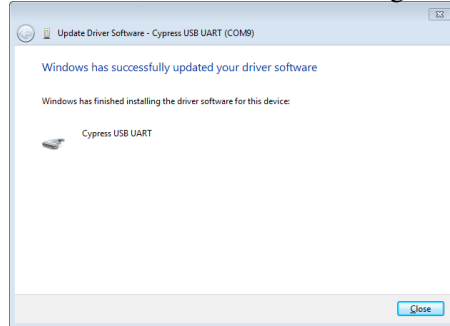 Update Driver Software - Cypress USB UART (COM9)
Windows has successfully updated your driver software
Windows has finished installing the driver software for this device:
Cypress USB UART
Close